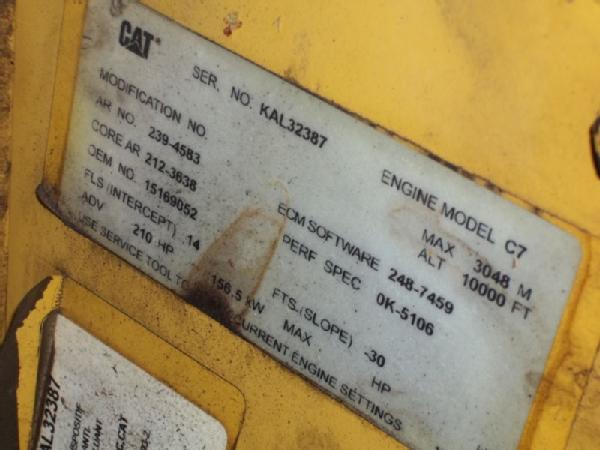 CAT
SER. NO. KAL32387
MODIFICATION NO.
ENGINE MODEL C7
AR NO. 239-4583
CORE AR 212-3638
MAX 3048 M
OEM NO. 15169052
ECM SOFTWARE 248-7459
ALT 10000 FT
FLS (INTERCEPT) .14
PERF SPEC 0K-5106
ADV 210 HP
156.5 kW
FTS.(SLOPE) -30
MAX HP
USE SERVICE TOOL TO CURRENT ENGINE SETTINGS
AL32387